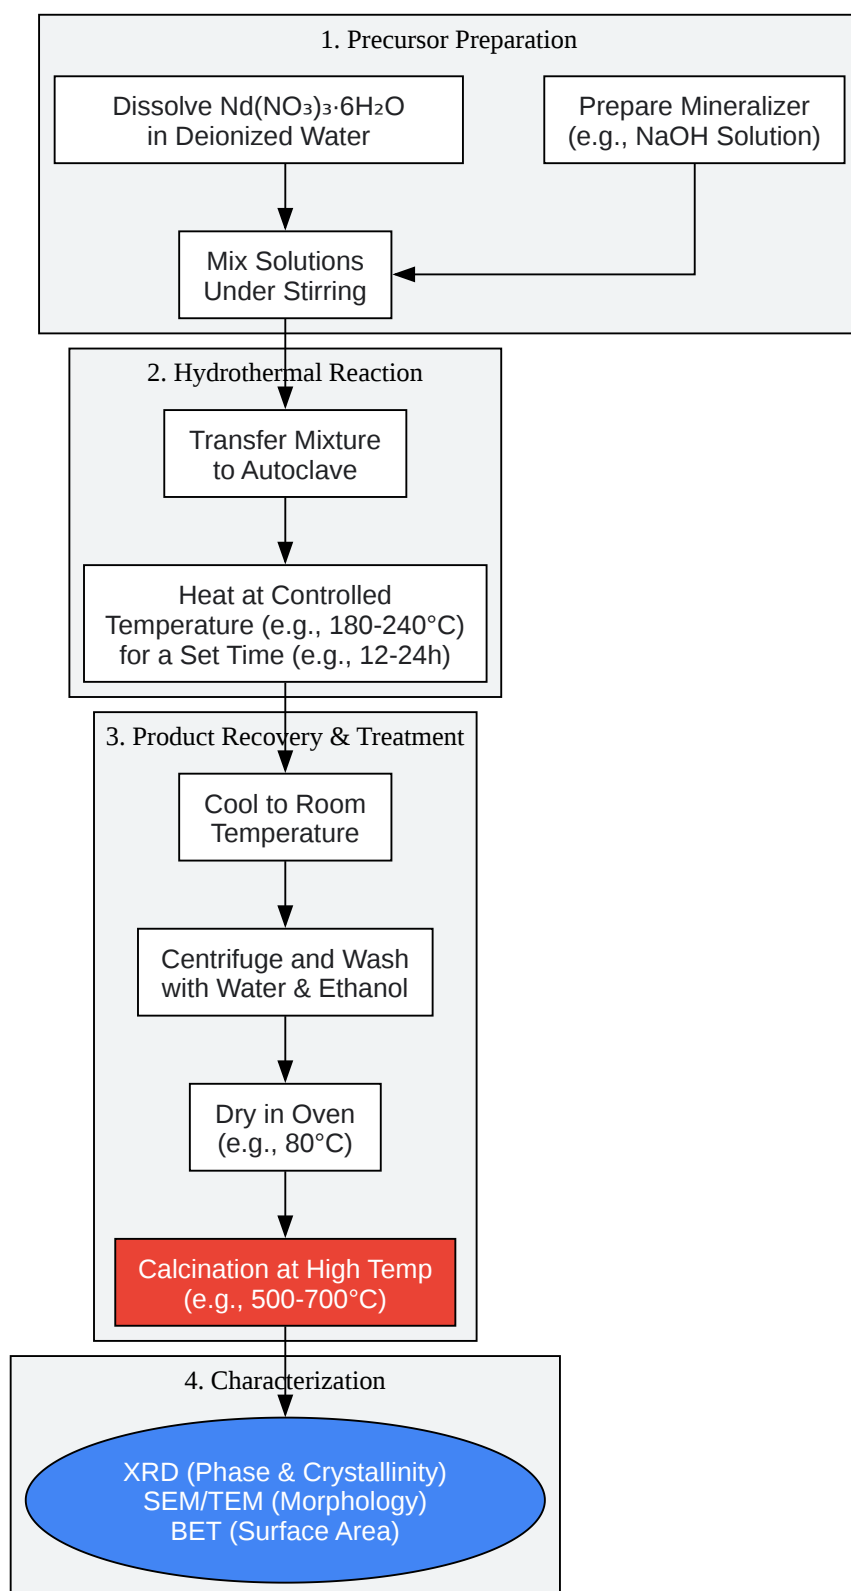 1. Precursor Preparation
Dissolve Nd(NO₃)₃·6H₂O
in Deionized Water
Prepare Mineralizer
(e.g., NaOH Solution)
Mix Solutions
Under Stirring
2. Hydrothermal Reaction
Transfer Mixture
to Autoclave
Heat at Controlled
Temperature (e.g., 180-240°C)
for a Set Time (e.g., 12-24h)
3. Product Recovery & Treatment
Cool to Room
Temperature
Centrifuge and Wash
with Water & Ethanol
Dry in Oven
(e.g., 80°C)
Calcination at High Temp
(e.g., 500-700°C)
4. Characterization
XRD (Phase & Crystallinity)
SEM/TEM (Morphology)
BET (Surface Area)